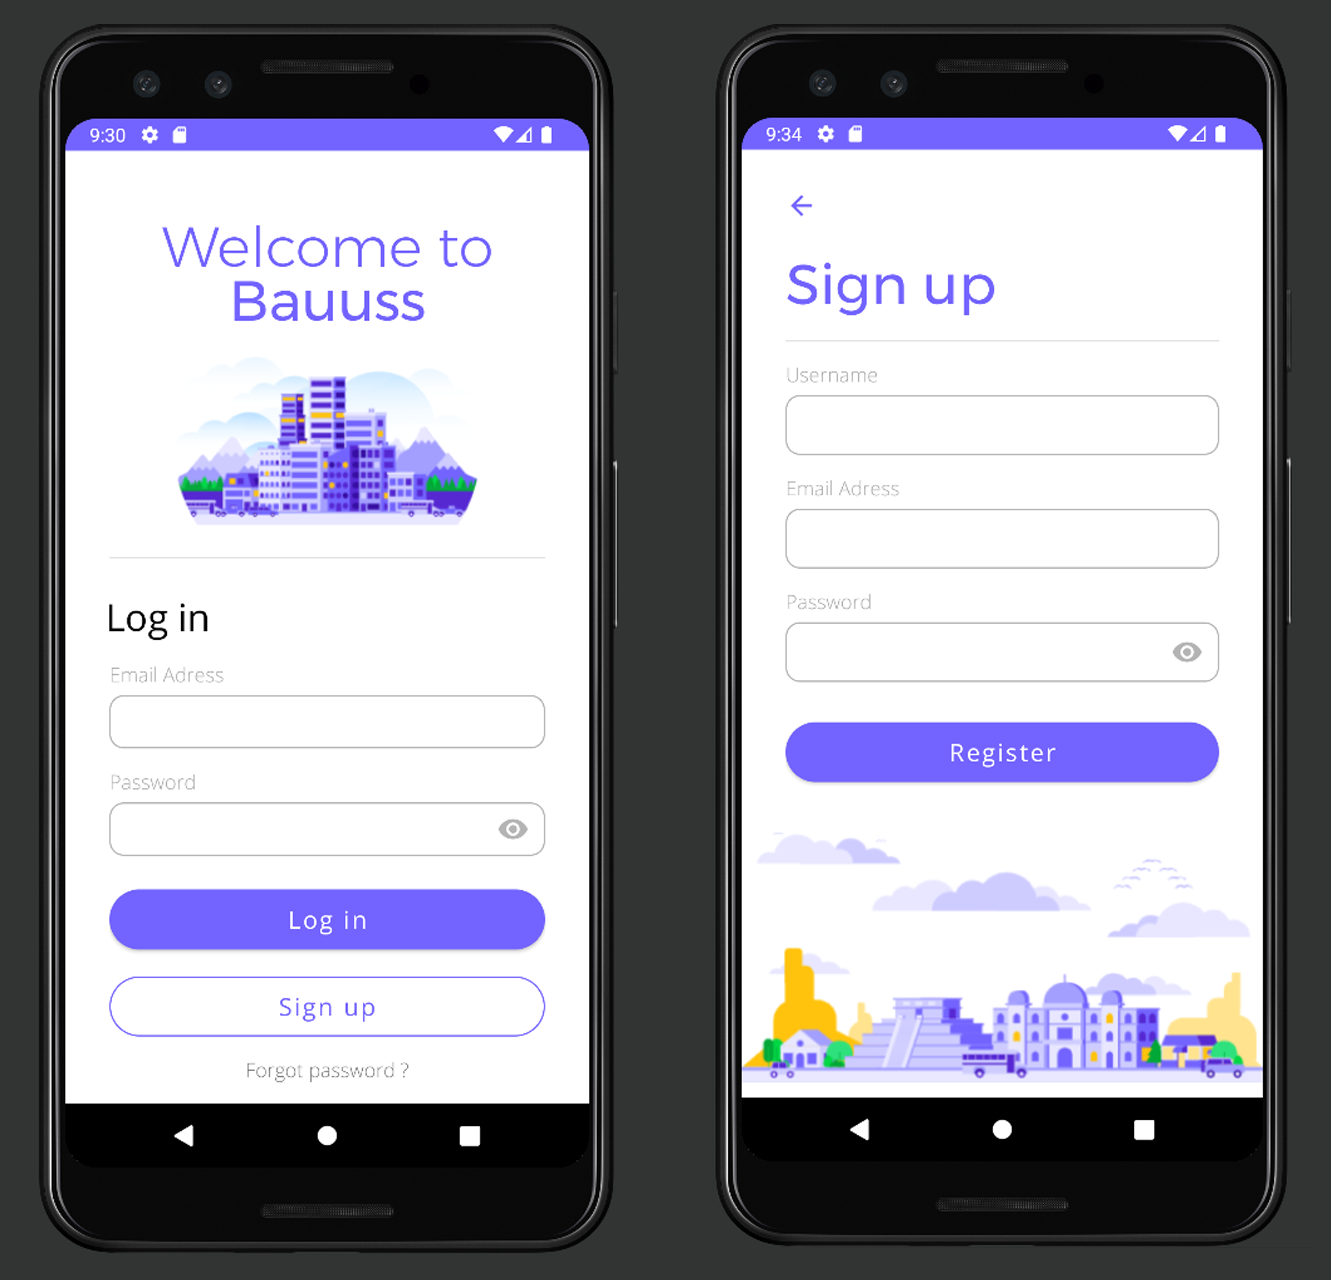 9:30
Welcome to
Bauuss
Log in
Email Adress
Password
Log in
Sign up
Forgot password ?
9:34
Sign up
Username
Email Adress
Password
Register